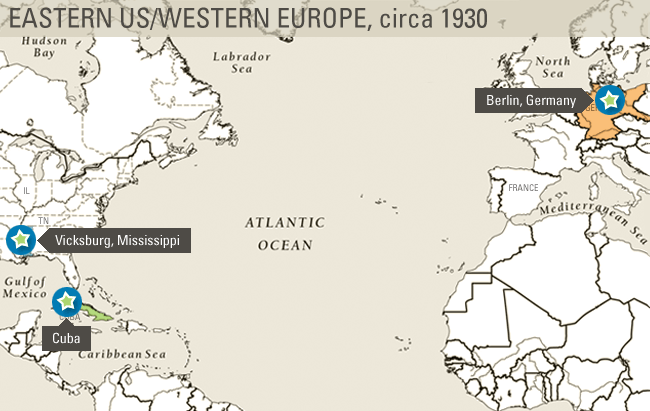 EASTERN US/WESTERN EUROPE, circa 1930
Hudson
Bay
Labrador
Sea
North
Sea
Berlin, Germany
IL
FRANCE
TN
Mediterranean Sea
ATLANTIC
OCEAN
Vicksburg, Mississippi
Gulf of
Mexico
Cuba
Caribbean Sea